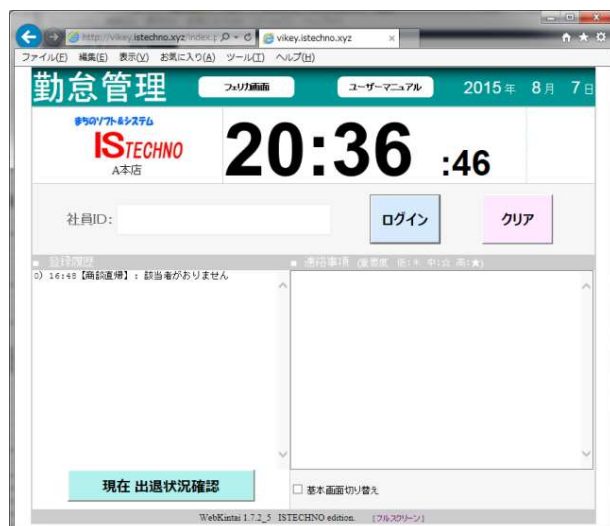 http://vikey.istechno.xyz/index.p
vikey.istechno.xyz
ファイル(F) 編集(E) 表示(V) お気に入り(A) ツール(T) ヘルプ(H)
勤怠管理 フェリカ画面 ユーザーマニュアル 2015年 8月 7日
まちのソフト&システム
ISTECHNO
A本店
20:36 :46
社員ID: ログイン クリア
■ 登録履歴 ■ 連絡事項 (重要度 低:＊ 中:☆ 高:★)
0) 16:48【商談直帰】: 該当者がおりません
現在 出退状況確認 基本画面切り替え
WebKintai 1.7.2_5 ISTECHNO edition. [フルスクリーン]